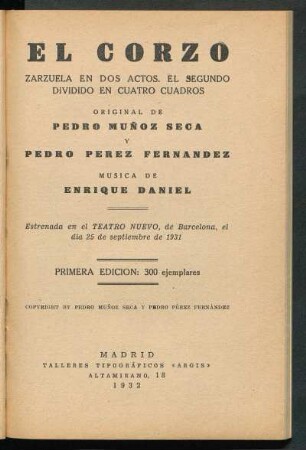 EL CORZO
ZARZUELA EN DOS ACTOS. EL SEGUNDO
DIVIDIDO EN CUATRO CUADROS
ORIGINAL DE
PEDRO MUÑOZ SECA
Y
PEDRO PEREZ FERNANDEZ
MUSICA DE
ENRIQUE DANIEL
Estrenada en el TEATRO NUEVO, de Barcelona, el
día 25 de septiembre de 1931
PRIMERA EDICION: 300 ejemplares
COPYRIGHT BY PEDRO MUÑOZ SECA Y PEDRO PÉREZ FERNÁNDEZ
MADRID
TALLERES TIPOGRÁFICOS «ARGIS»
ALTAMIRANO, 18
1932